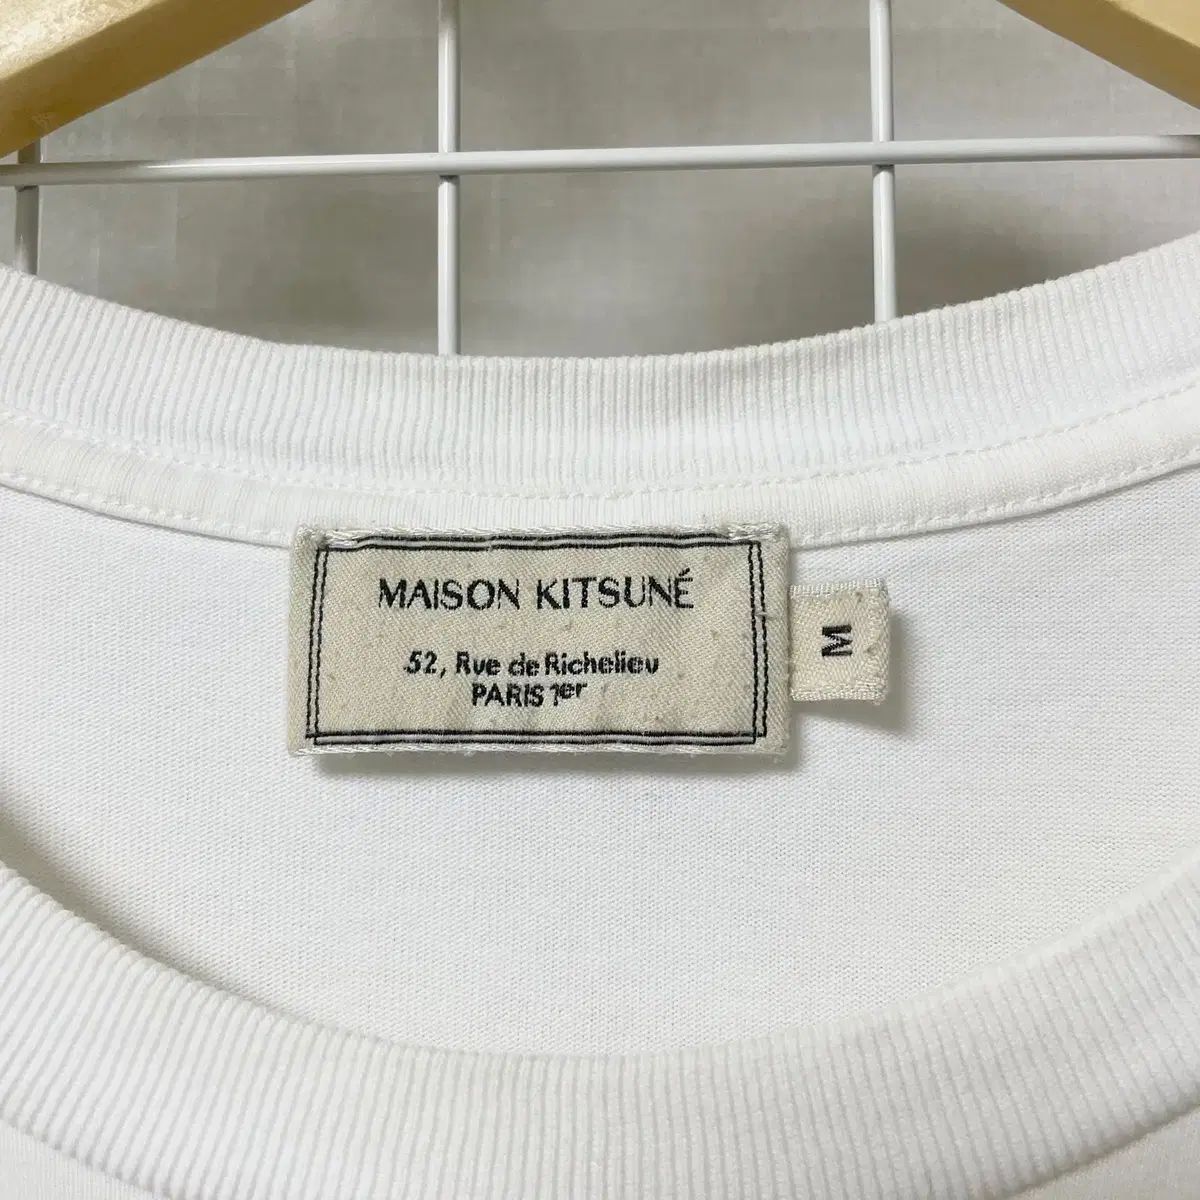 MAISON KITSUNÉ
52, Rue de Richelieu
PARIS 1er
M